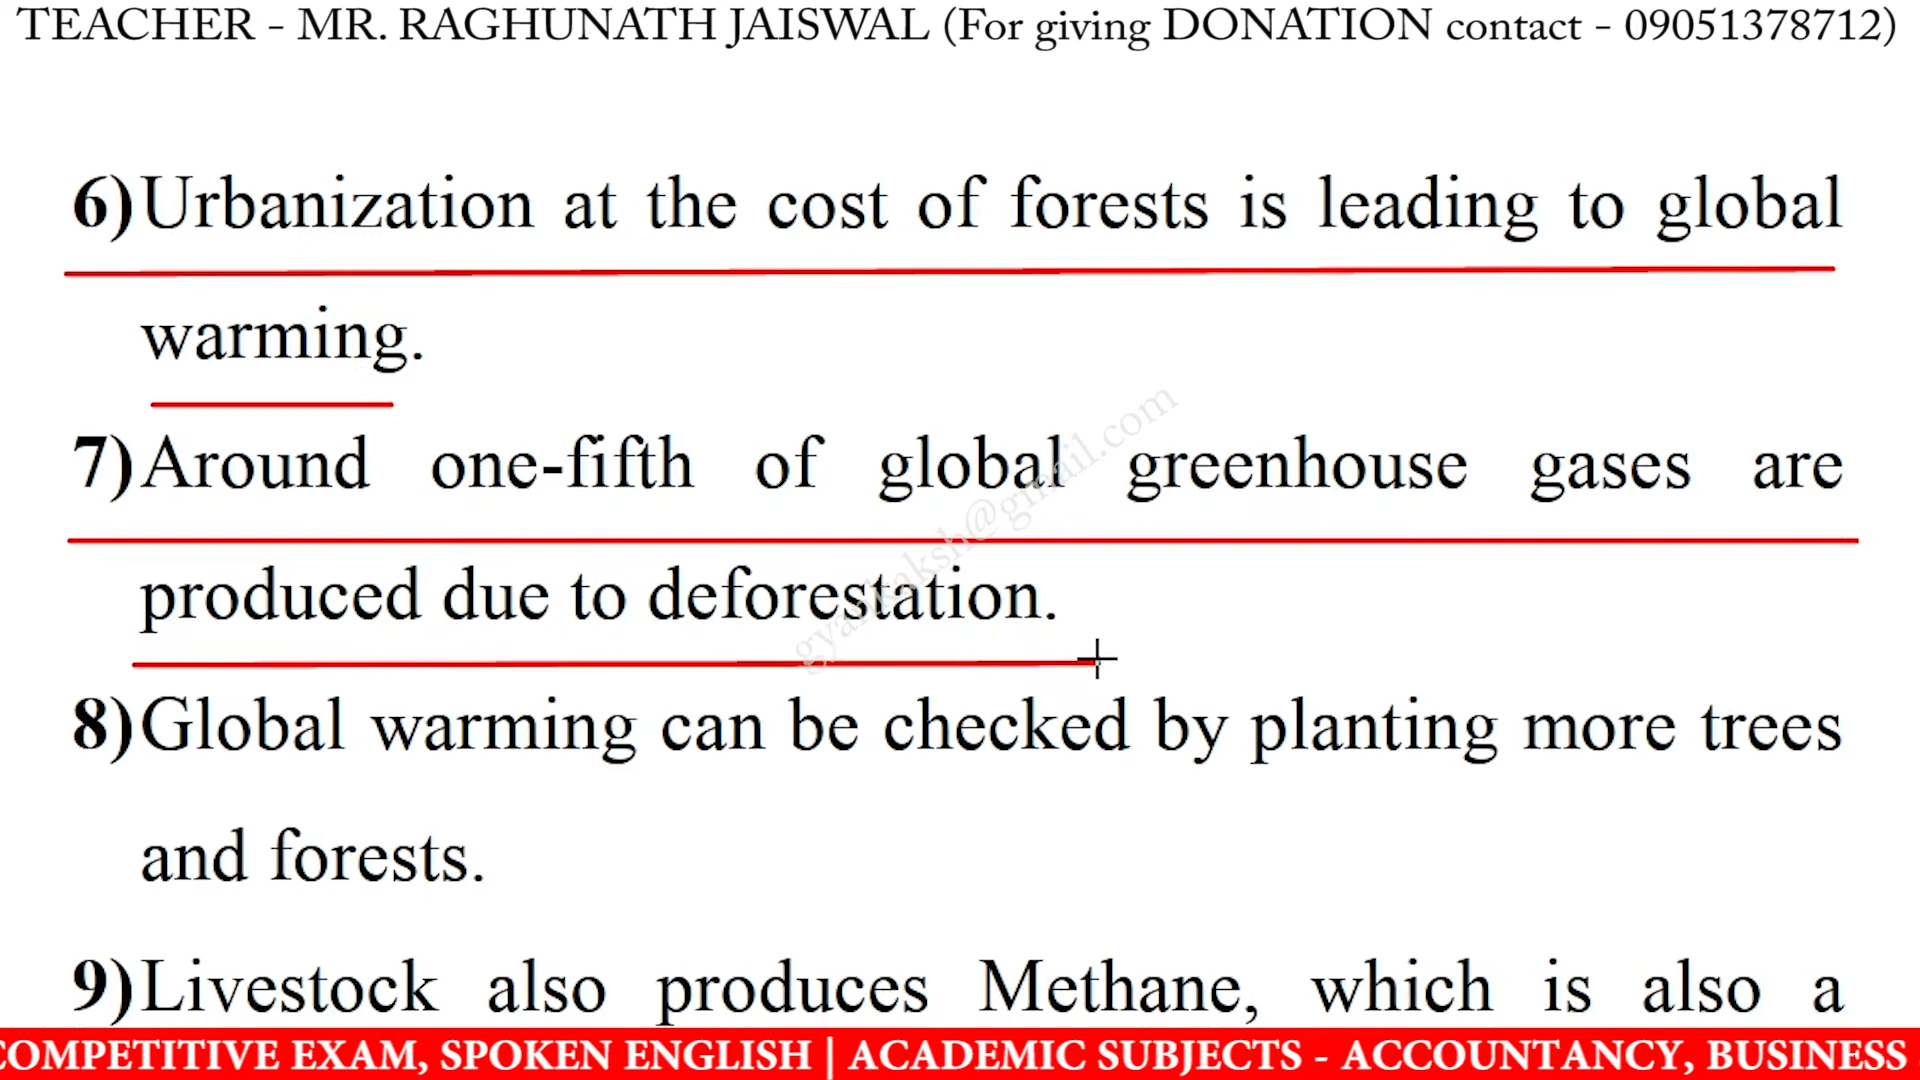 TEACHER - MR. RAGHUNATH JAISWAL (For giving DONATION contact - 09051378712)
6) Urbanization at the cost of forests is leading to global
warming.
7) Around one-fifth of global greenhouse gases are
produced due to deforestation.
gyankaksh@gmail.com
8) Global warming can be checked by planting more trees
and forests.
9) Livestock also produces Methane, which is also a
COMPETITIVE EXAM, SPOKEN ENGLISH | ACADEMIC SUBJECTS - ACCOUNTANCY, BUSINESS